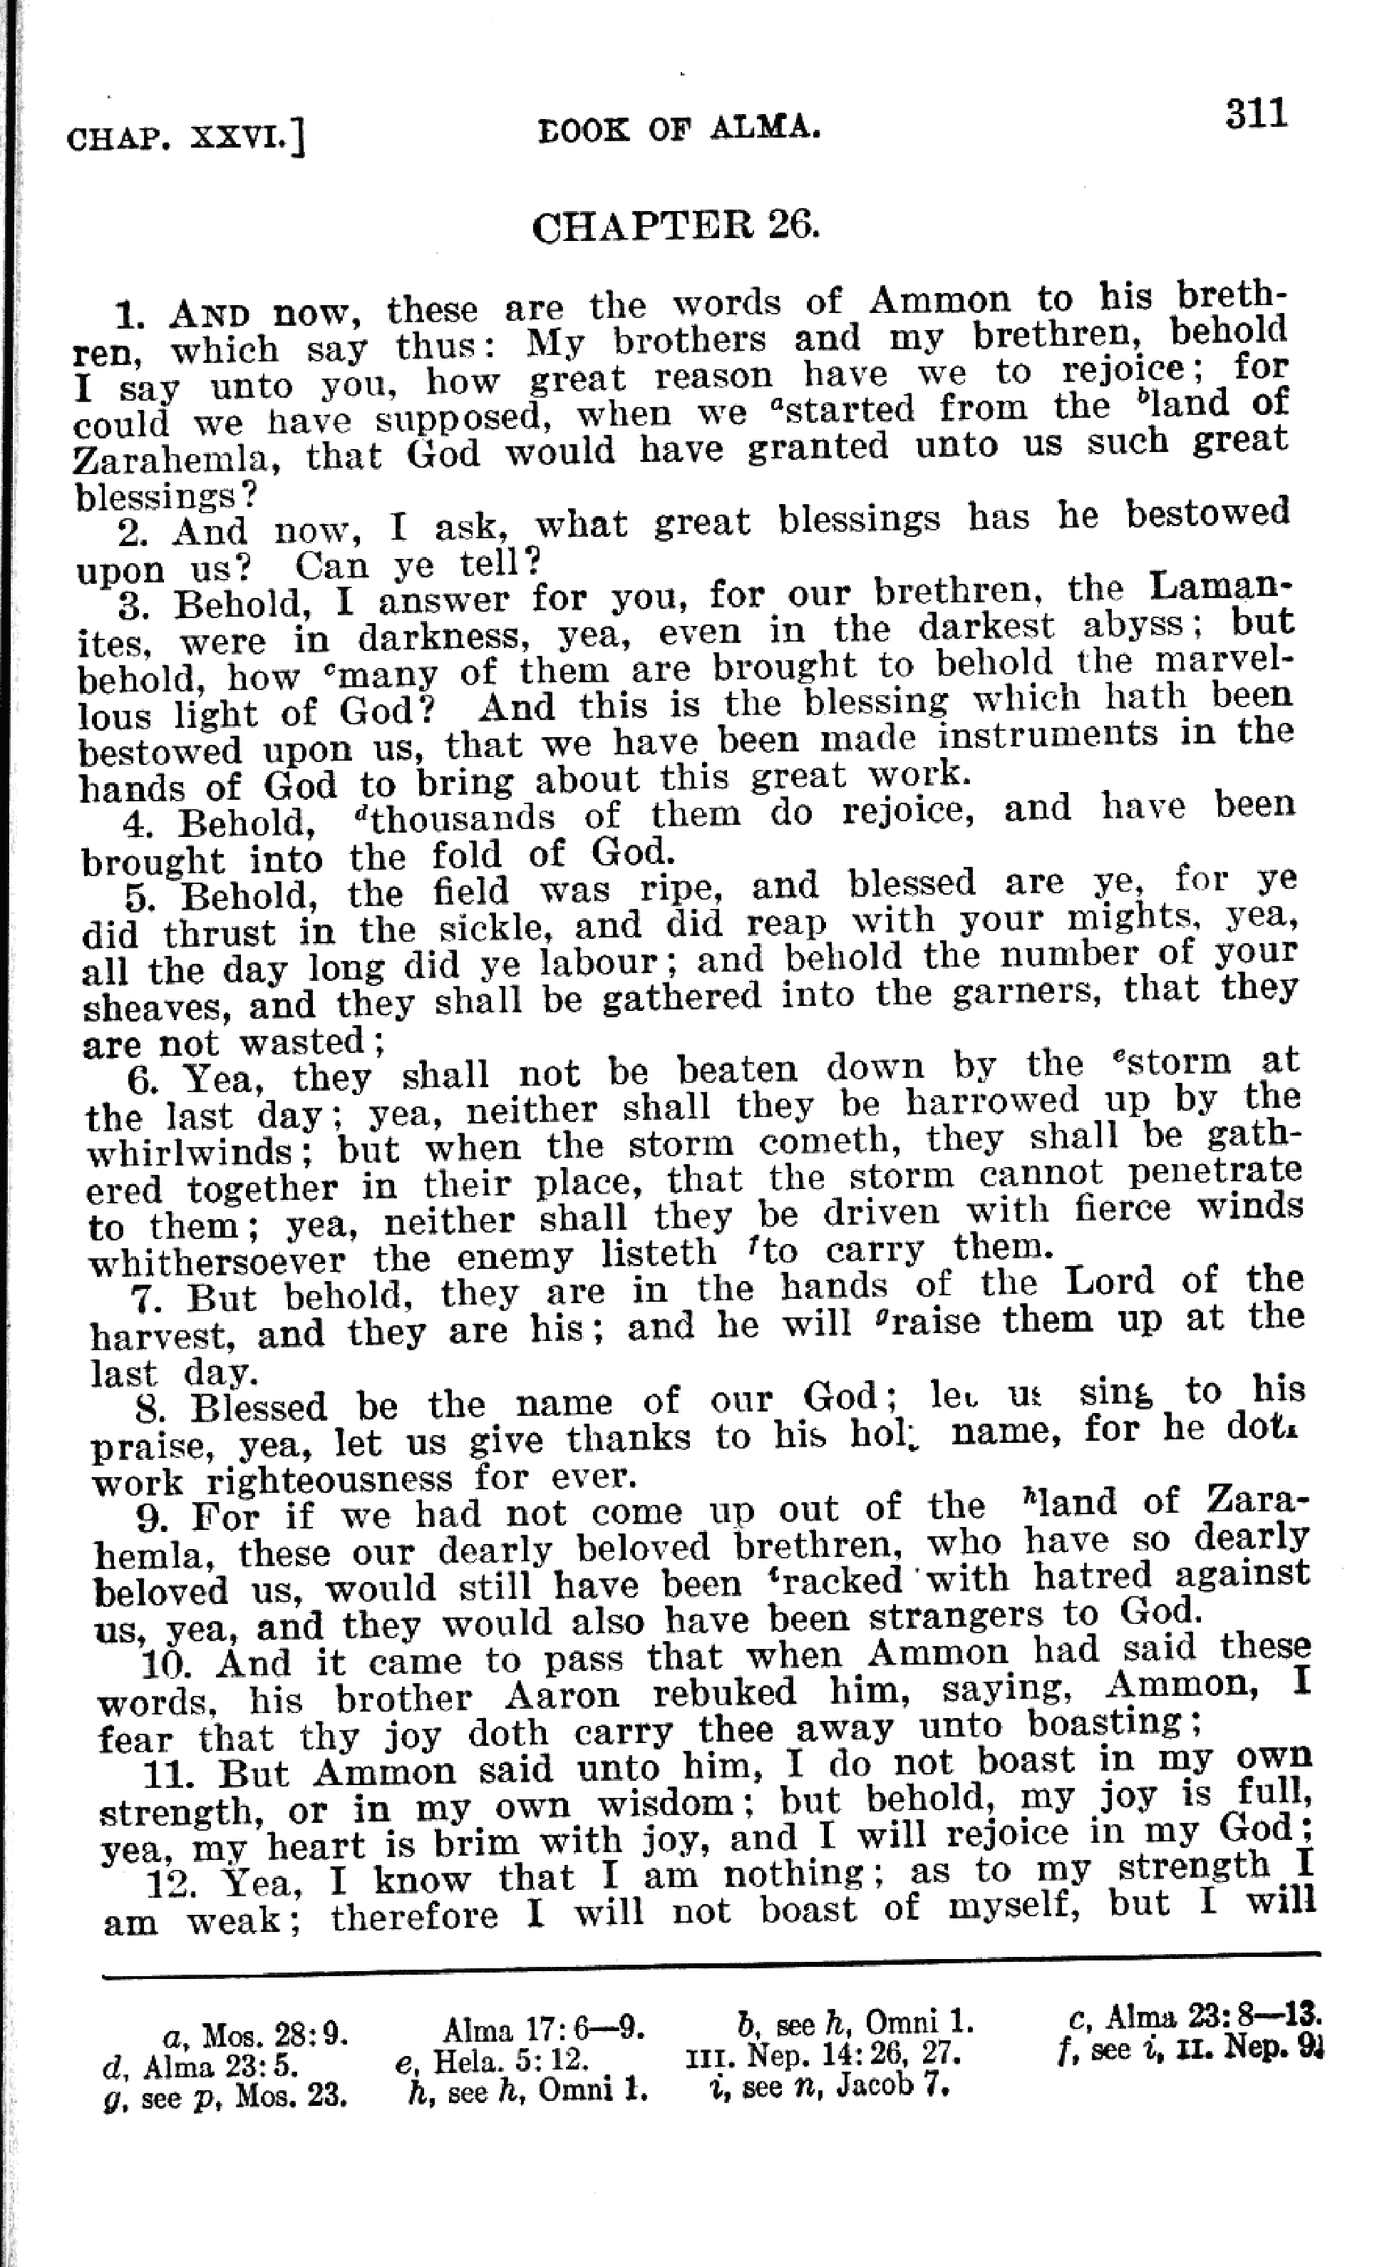 CHAP. XXVI.] BOOK OF ALMA. 311
CHAPTER 26.
1. AND now, these are the words of Ammon to his breth-
ren, which say thus: My brothers and my brethren, behold
I say unto you, how great reason have we to rejoice; for
could we have supposed, when we ᵃstarted from the ᵇland of
Zarahemla, that God would have granted unto us such great
blessings?
2. And now, I ask, what great blessings has he bestowed
upon us? Can ye tell?
3. Behold, I answer for you, for our brethren, the Laman-
ites, were in darkness, yea, even in the darkest abyss; but
behold, how ᶜmany of them are brought to behold the marvel-
lous light of God? And this is the blessing which hath been
bestowed upon us, that we have been made instruments in the
hands of God to bring about this great work.
4. Behold, ᵈthousands of them do rejoice, and have been
brought into the fold of God.
5. Behold, the field was ripe, and blessed are ye, for ye
did thrust in the sickle, and did reap with your mights, yea,
all the day long did ye labour; and behold the number of your
sheaves, and they shall be gathered into the garners, that they
are not wasted;
6. Yea, they shall not be beaten down by the ᵉstorm at
the last day; yea, neither shall they be harrowed up by the
whirlwinds; but when the storm cometh, they shall be gath-
ered together in their place, that the storm cannot penetrate
to them; yea, neither shall they be driven with fierce winds
whithersoever the enemy listeth ᶠto carry them.
7. But behold, they are in the hands of the Lord of the
harvest, and they are his; and he will ᵍraise them up at the
last day.
8. Blessed be the name of our God; let us sing to his
praise, yea, let us give thanks to his holy name, for he doth
work righteousness for ever.
9. For if we had not come up out of the ʰland of Zara-
hemla, these our dearly beloved brethren, who have so dearly
beloved us, would still have been ⁱracked with hatred against
us, yea, and they would also have been strangers to God.
10. And it came to pass that when Ammon had said these
words, his brother Aaron rebuked him, saying, Ammon, I
fear that thy joy doth carry thee away unto boasting;
11. But Ammon said unto him, I do not boast in my own
strength, or in my own wisdom; but behold, my joy is full,
yea, my heart is brim with joy, and I will rejoice in my God;
12. Yea, I know that I am nothing; as to my strength I
am weak; therefore I will not boast of myself, but I will
a, Mos. 28:9. Alma 17:6—9. b, see h, Omni 1. c, Alma 23:8—13.
d, Alma 23:5. e, Hela. 5:12. III. Nep. 14:26, 27. f, see i, II. Nep. 9.
g, see p, Mos. 23. h, see h, Omni 1. i, see n, Jacob 7.